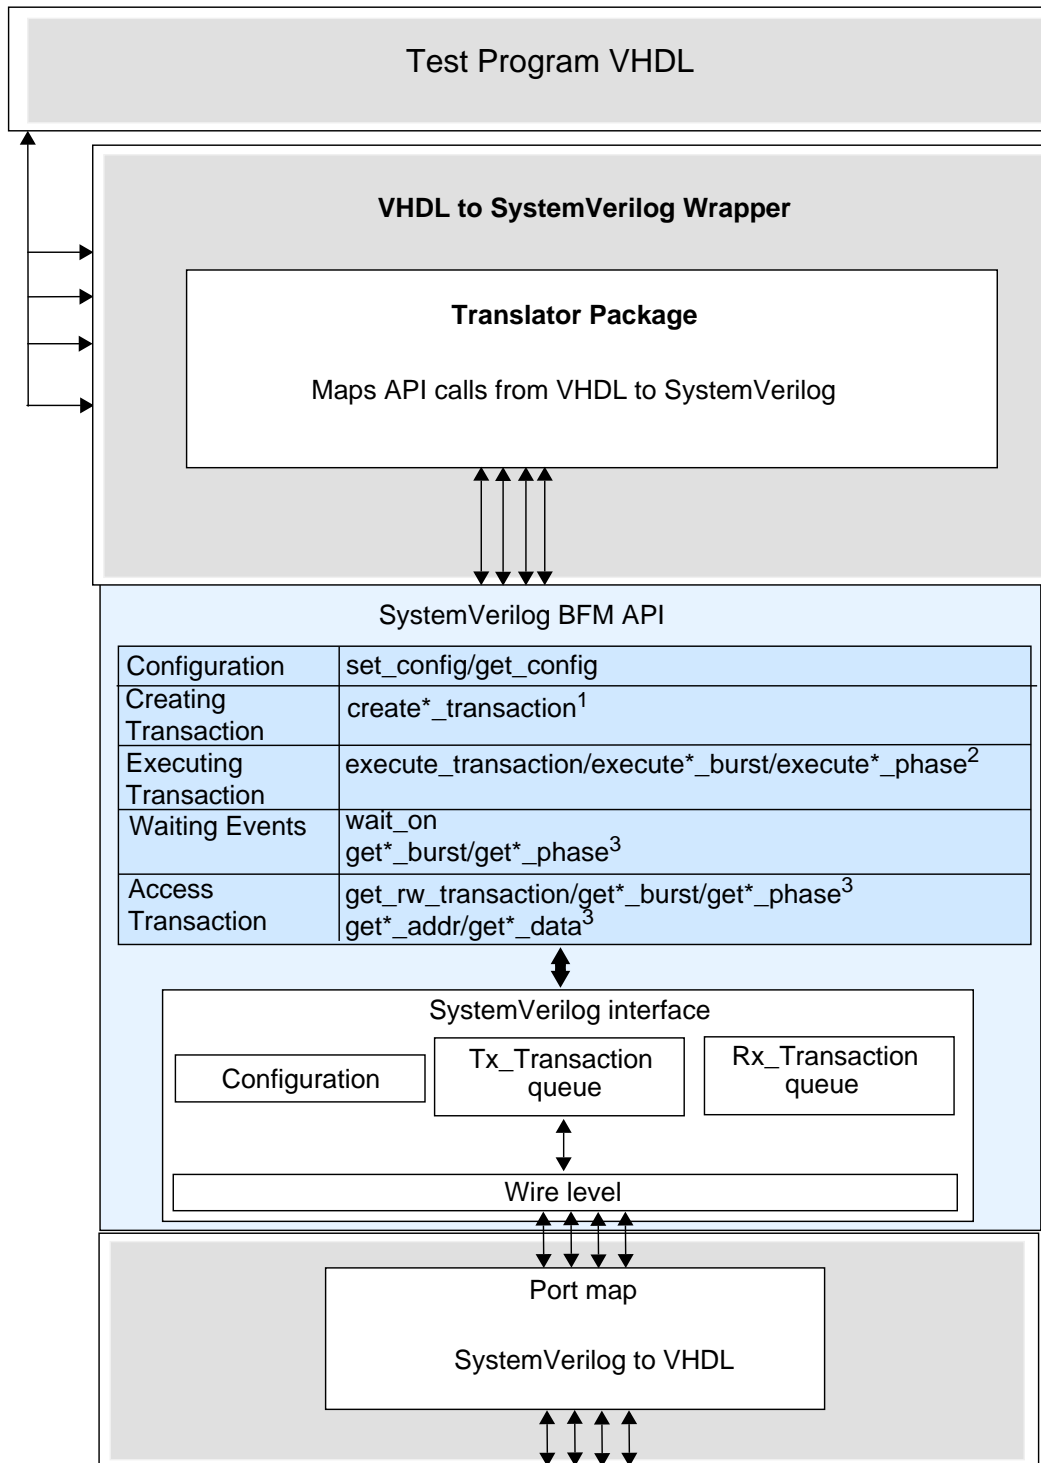 Test Program VHDL
VHDL to SystemVerilog Wrapper
Translator Package
Maps API calls from VHDL to SystemVerilog
SystemVerilog BFM API
Configuration set_config/get_config
Creating
Transaction
create*_transaction1
Executing
Transaction
execute_transaction/execute*_burst/execute*_phase2
Waiting Events
wait_on
get*_burst/get*_phase3
Access
Transaction
get_rw_transaction/get*_burst/get*_phase3
get*_addr/get*_data3
SystemVerilog interface
Configuration
Tx_Transaction
queue
Rx_Transaction
queue
Wire level
Port map
SystemVerilog to VHDL